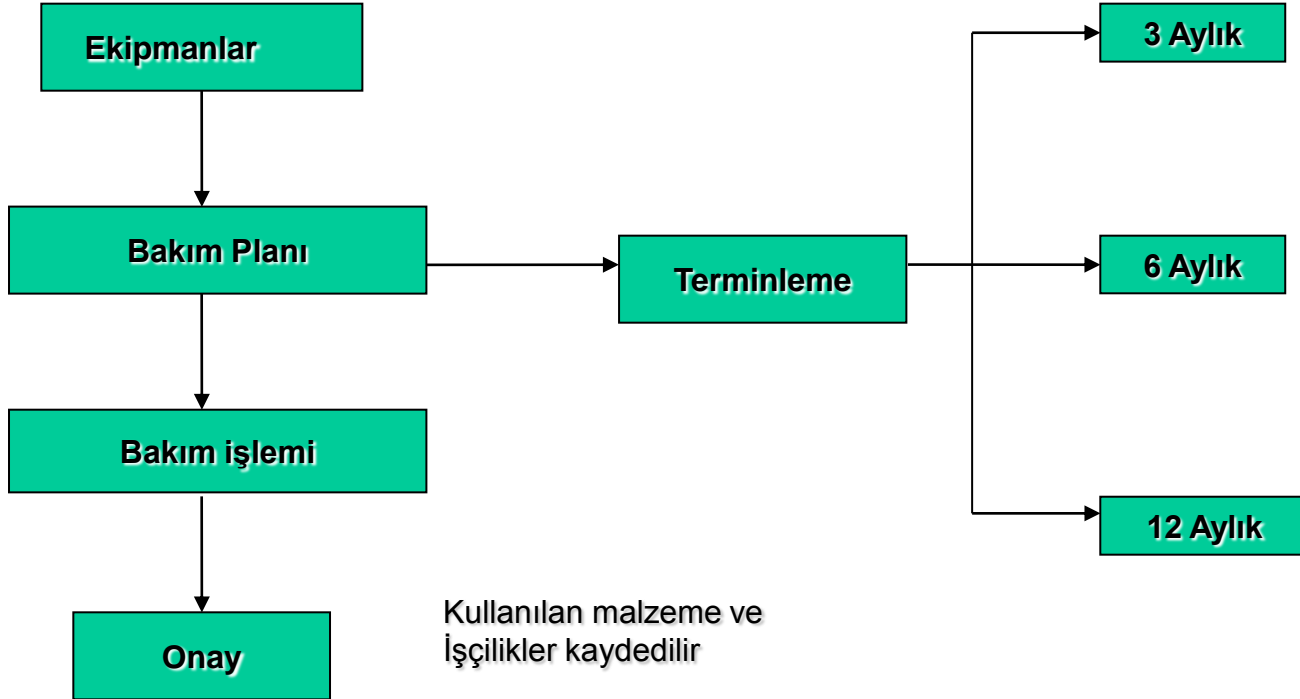 Ekipmanlar
3 Aylık
Bakım Planı
Terminleme
6 Aylık
Bakım işlemi
12 Aylık
Onay
Kullanılan malzeme ve
İşçilikler kaydedilir